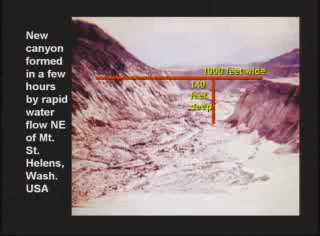 New
canyon
formed
in a few
hours
by rapid
water
flow NE
of Mt.
St.
Helens,
Wash.
USA
1000 feet wide
140
feet
deep